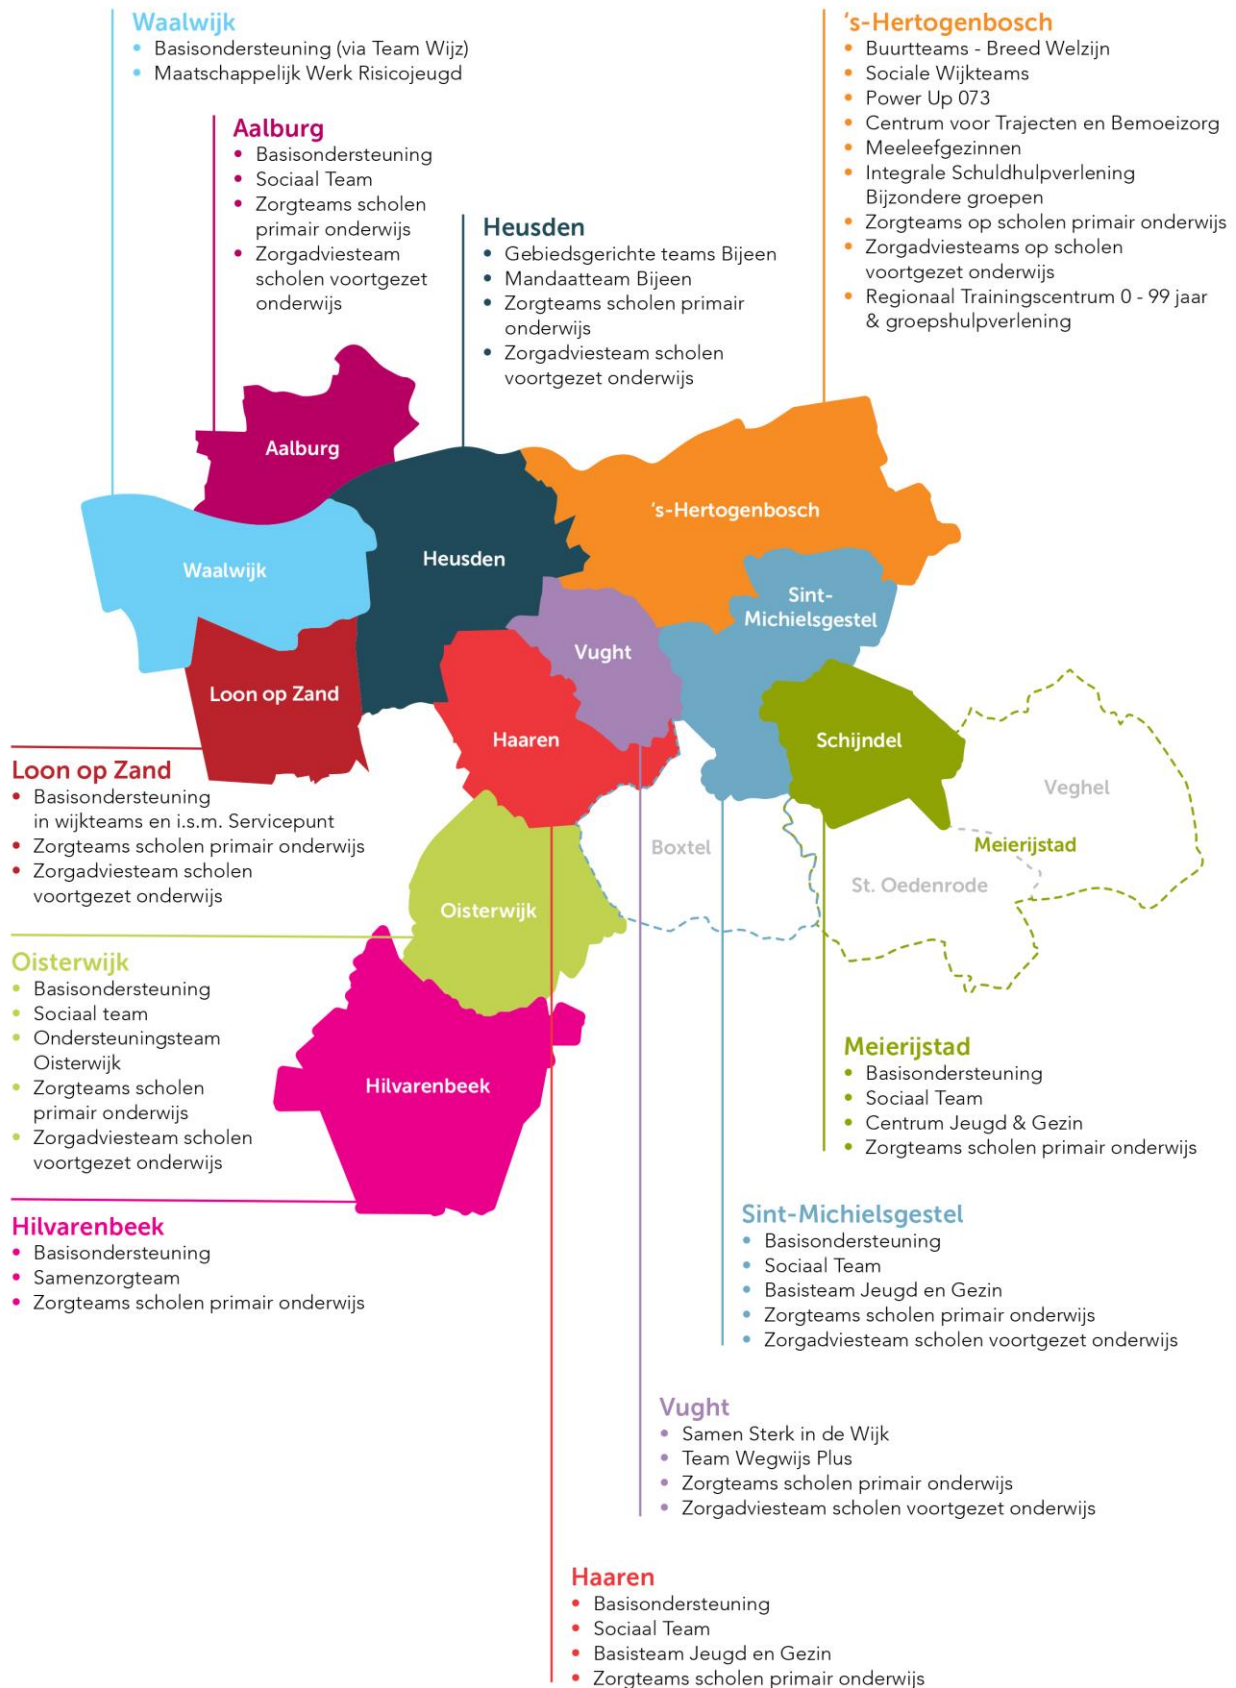 Waalwijk
• Basisondersteuning (via Team Wijz)
• Maatschappelijk Werk Risicojeugd
's-Hertogenbosch
• Buurtteams - Breed Welzijn
• Sociale Wijkteams
• Power Up 073
• Centrum voor Trajecten en Bemoeizorg
• Meeleefgezinnen
• Integrale Schuldhulpverlening
Bijzondere groepen
• Zorgteams op scholen primair onderwijs
• Zorgadviesteams op scholen
voortgezet onderwijs
• Regionaal Trainingscentrum 0 - 99 jaar
& groepshulpverlening
Aalburg
• Basisondersteuning
• Sociaal Team
• Zorgteams scholen
primair onderwijs
• Zorgadviesteam
scholen voortgezet
onderwijs
Heusden
• Gebiedsgerichte teams Bijeen
• Mandaatteam Bijeen
• Zorgteams scholen primair
onderwijs
• Zorgadviesteam scholen
voortgezet onderwijs
Aalburg
's-Hertogenbosch
Heusden
Waalwijk
Sint-
Michielsgestel
Vught
Loon op Zand
Haaren
Schijndel
Veghel
Meierijstad
Boxtel
St. Oedenrode
Oisterwijk
Hilvarenbeek
Loon op Zand
• Basisondersteuning
in wijkteams en i.s.m. Servicepunt
• Zorgteams scholen primair onderwijs
• Zorgadviesteam scholen
voortgezet onderwijs
Oisterwijk
• Basisondersteuning
• Sociaal team
• Ondersteuningsteam
Oisterwijk
• Zorgteams scholen
primair onderwijs
• Zorgadviesteam scholen
voortgezet onderwijs
Hilvarenbeek
• Basisondersteuning
• Samenzorgteam
• Zorgteams scholen primair onderwijs
Meierijstad
• Basisondersteuning
• Sociaal Team
• Centrum Jeugd & Gezin
• Zorgteams scholen primair onderwijs
Sint-Michielsgestel
• Basisondersteuning
• Sociaal Team
• Basisteam Jeugd en Gezin
• Zorgteams scholen primair onderwijs
• Zorgadviesteam scholen voortgezet onderwijs
Vught
• Samen Sterk in de Wijk
• Team Wegwijs Plus
• Zorgteams scholen primair onderwijs
• Zorgadviesteam scholen voortgezet onderwijs
Haaren
• Basisondersteuning
• Sociaal Team
• Basisteam Jeugd en Gezin
• Zorgteams scholen primair onderwijs